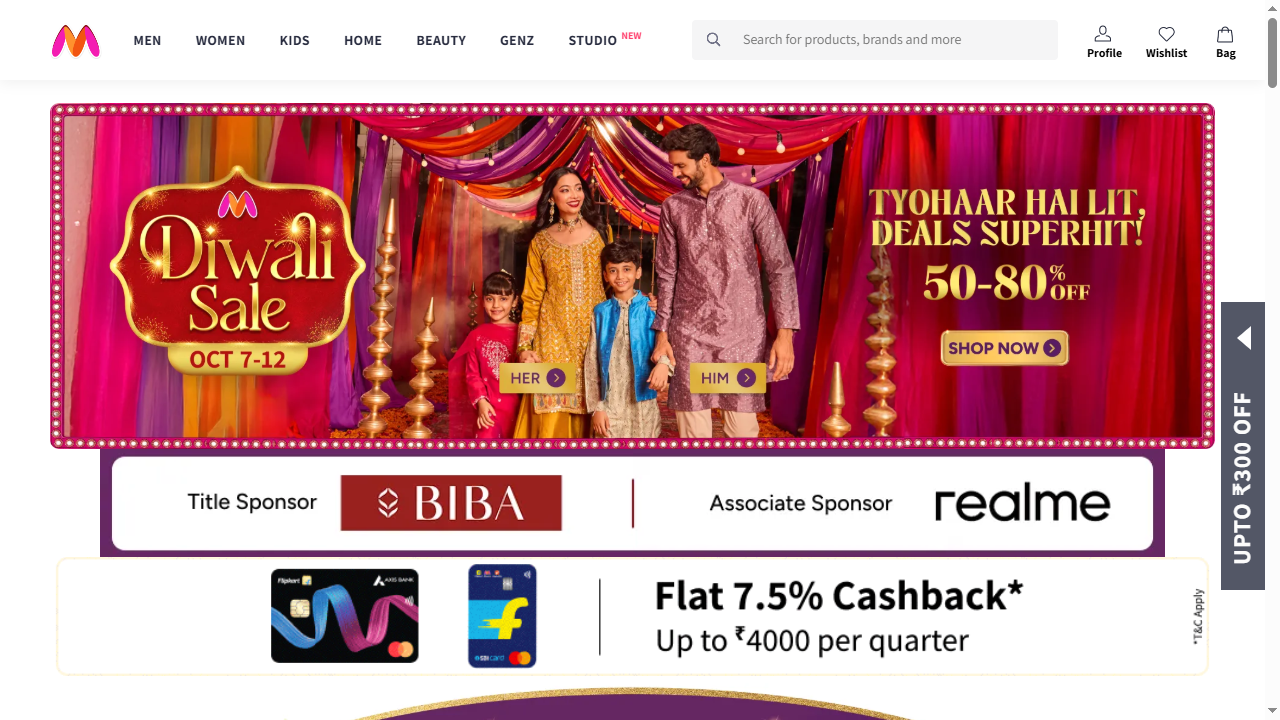 MEN WOMEN KIDS HOME BEAUTY GENZ STUDIO NEW
Search for products, brands and more
Profile Wishlist Bag
Diwali
Sale
OCT 7-12
HER
HIM
TYOHAAR HAI LIT,
DEALS SUPERHIT!
50-80% OFF
SHOP NOW
UPTO ₹300 OFF
Title Sponsor BIBA
Associate Sponsor realme
Flipkart AXIS BANK
SBI card
Flat 7.5% Cashback*
Up to ₹4000 per quarter
*T&C Apply